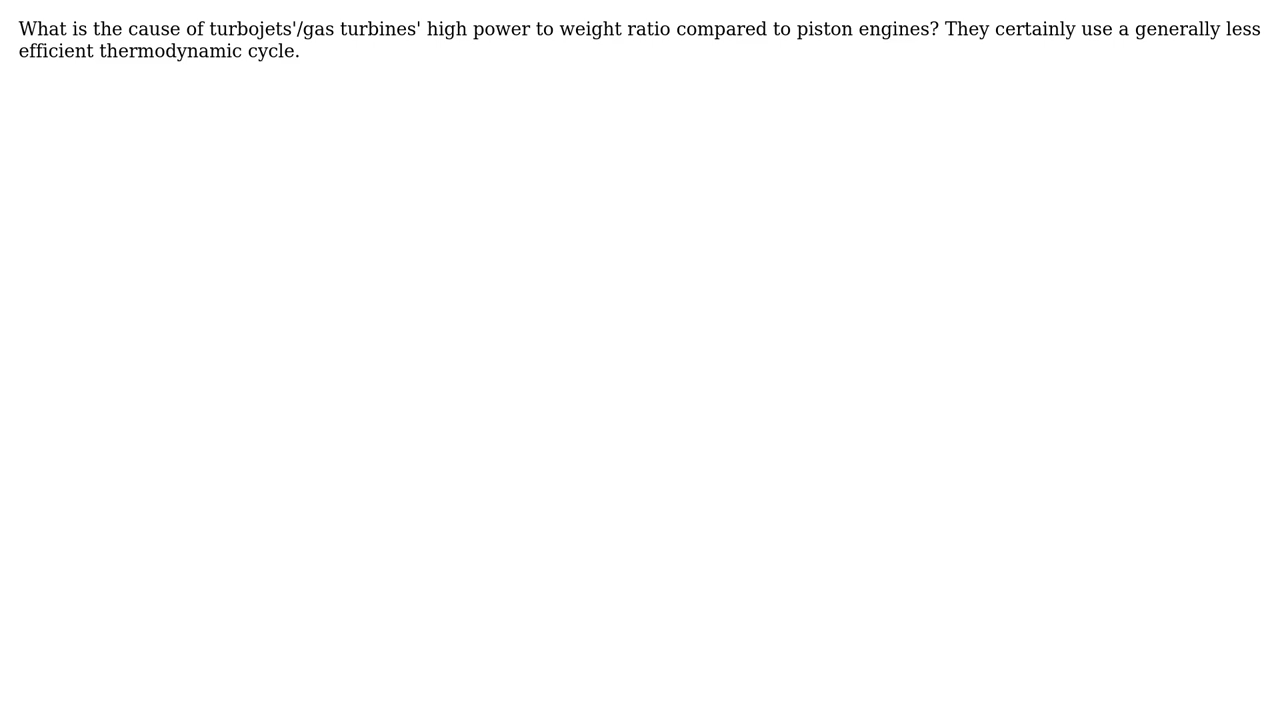 What is the cause of turbojets'/gas turbines' high power to weight ratio compared to piston engines? They certainly use a generally less
efficient thermodynamic cycle.